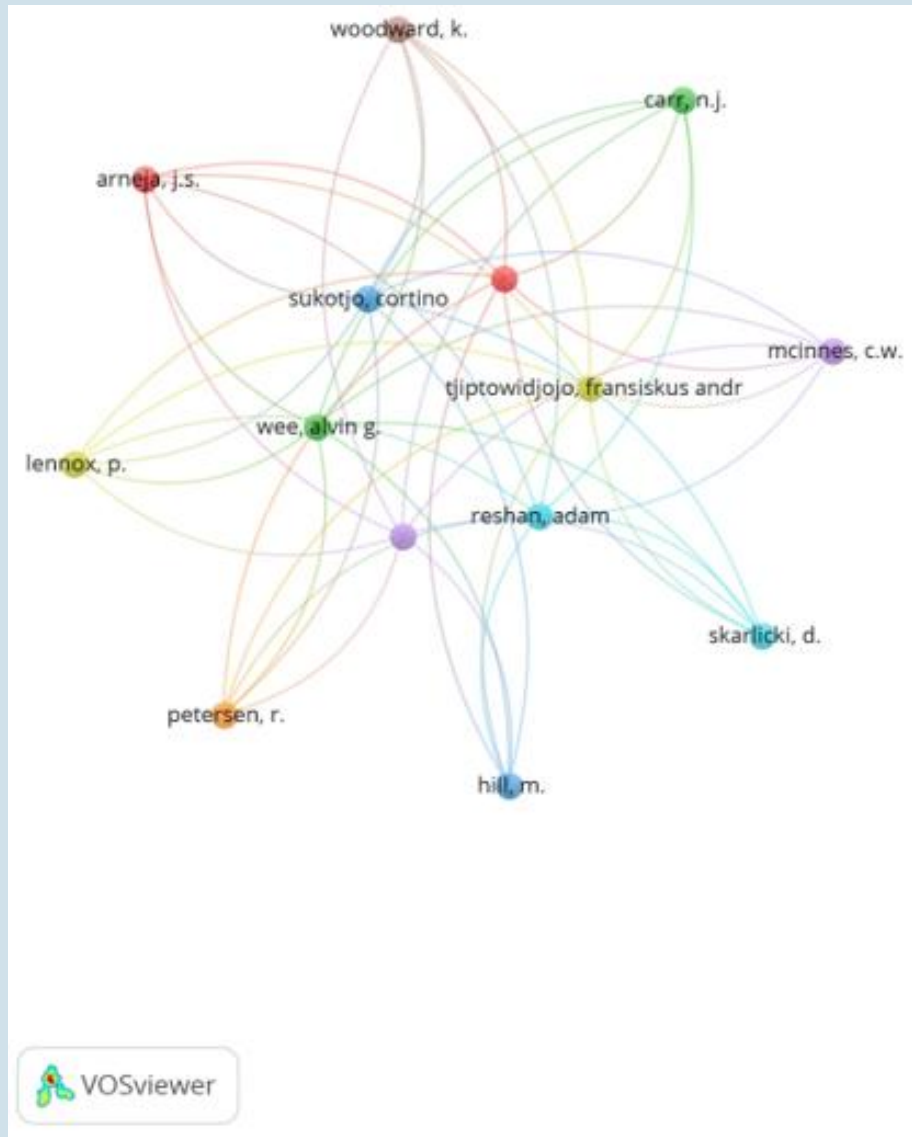 woodward, k.
carr, n.j.
arneja, j.s.
sukotjo, cortino
mcinnes, c.w.
tjiptowidjojo, fransiskus andr
wee, alvin g.
lennox, p.
reshan, adam
skarlicki, d.
petersen, r.
hill, m.
VOSviewer